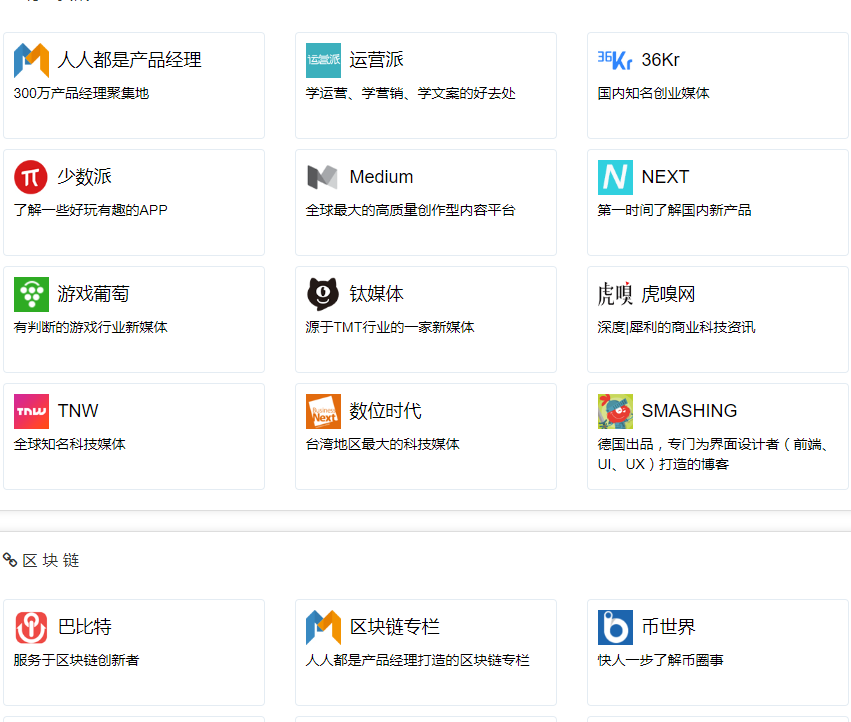 人人都是产品经理
300万产品经理聚集地
运营派
运营派
学运营、学营销、学文案的好去处
36Kr
36Kr
国内知名创业媒体
少数派
了解一些好玩有趣的APP
Medium
全球最大的高质量创作型内容平台
N
NEXT
第一时间了解国内新产品
游戏葡萄
有判断的游戏行业新媒体
钛媒体
源于TMT行业的一家新媒体
虎嗅
虎嗅网
深度|犀利的商业科技资讯
TNW
TNW
全球知名科技媒体
Business
Next
数位时代
台湾地区最大的科技媒体
SMASHING
德国出品，专门为界面设计者（前端、
UI、UX）打造的博客
区块链
巴比特
服务于区块链创新者
区块链专栏
人人都是产品经理打造的区块链专栏
币世界
快人一步了解币圈事